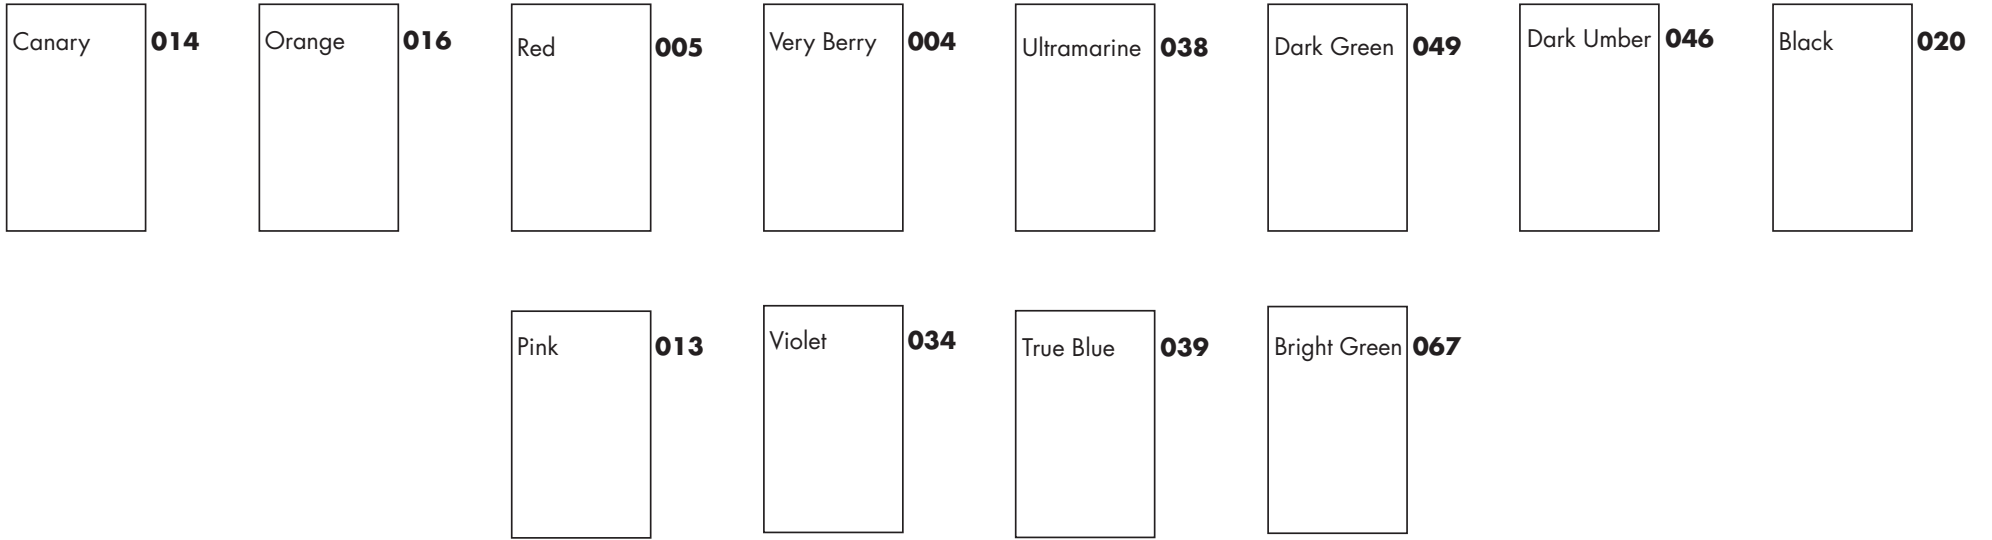 Canary 014 Orange 016 Red 005 Very Berry 004 Ultramarine 038 Dark Green 049 Dark Umber 046 Black 020
Pink 013 Violet 034 True Blue 039 Bright Green 067